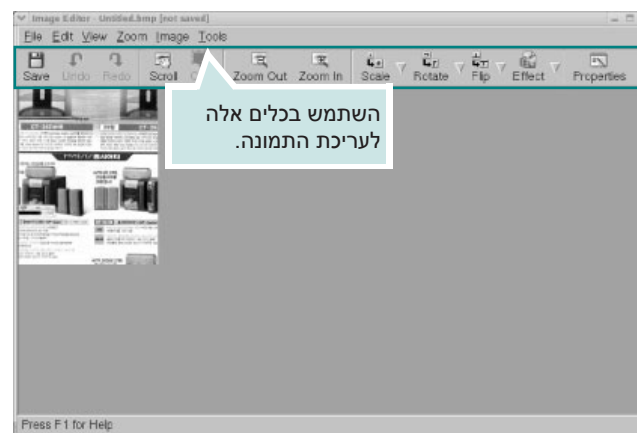 Image Editor - Untitled.bmp [not saved]
File Edit View Zoom Image Tools
Save Undo Redo Scroll Zoom Out Zoom In Scale Rotate Flip Effect Properties
השתמש בכלים אלה
לעריכת התמונה.
Press F1 for Help